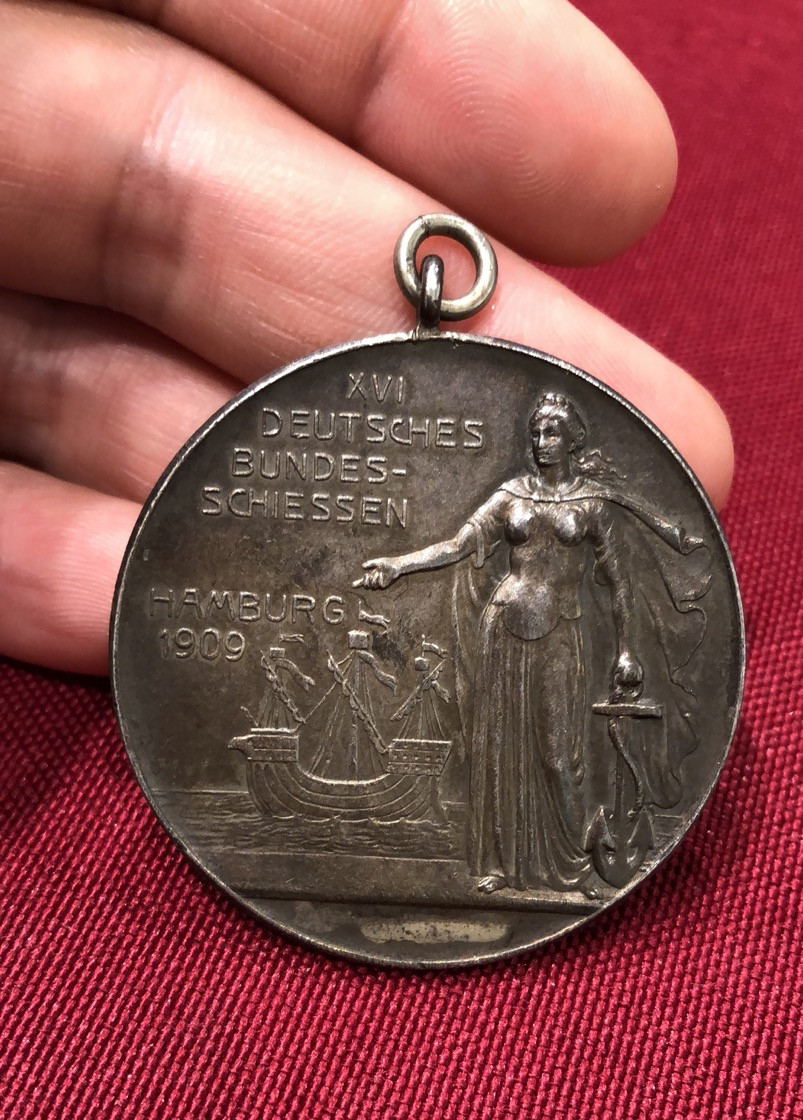 XVI
DEUTSCHES
BUNDES-
SCHIESSEN
HAMBURG
1909